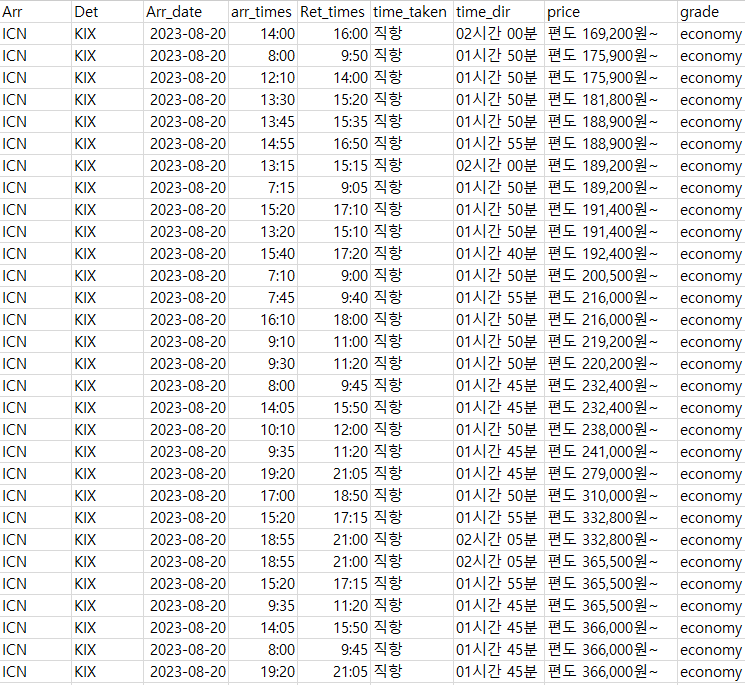 Arr Det Arr_date arr_times Ret_times time_taken time_dir price grade
ICN KIX 2023-08-20 14:00 16:00 직항 02시간 00분 편도 169,200원~ economy
ICN KIX 2023-08-20 8:00 9:50 직항 01시간 50분 편도 175,900원~ economy
ICN KIX 2023-08-20 12:10 14:00 직항 01시간 50분 편도 175,900원~ economy
ICN KIX 2023-08-20 13:30 15:20 직항 01시간 50분 편도 181,800원~ economy
ICN KIX 2023-08-20 13:45 15:35 직항 01시간 50분 편도 188,900원~ economy
ICN KIX 2023-08-20 14:55 16:50 직항 01시간 55분 편도 188,900원~ economy
ICN KIX 2023-08-20 13:15 15:15 직항 02시간 00분 편도 189,200원~ economy
ICN KIX 2023-08-20 7:15 9:05 직항 01시간 50분 편도 189,200원~ economy
ICN KIX 2023-08-20 15:20 17:10 직항 01시간 50분 편도 191,400원~ economy
ICN KIX 2023-08-20 13:20 15:10 직항 01시간 50분 편도 191,400원~ economy
ICN KIX 2023-08-20 15:40 17:20 직항 01시간 40분 편도 192,400원~ economy
ICN KIX 2023-08-20 7:10 9:00 직항 01시간 50분 편도 200,500원~ economy
ICN KIX 2023-08-20 7:45 9:40 직항 01시간 55분 편도 216,000원~ economy
ICN KIX 2023-08-20 16:10 18:00 직항 01시간 50분 편도 216,000원~ economy
ICN KIX 2023-08-20 9:10 11:00 직항 01시간 50분 편도 219,200원~ economy
ICN KIX 2023-08-20 9:30 11:20 직항 01시간 50분 편도 220,200원~ economy
ICN KIX 2023-08-20 8:00 9:45 직항 01시간 45분 편도 232,400원~ economy
ICN KIX 2023-08-20 14:05 15:50 직항 01시간 45분 편도 232,400원~ economy
ICN KIX 2023-08-20 10:10 12:00 직항 01시간 50분 편도 238,000원~ economy
ICN KIX 2023-08-20 9:35 11:20 직항 01시간 45분 편도 241,000원~ economy
ICN KIX 2023-08-20 19:20 21:05 직항 01시간 45분 편도 279,000원~ economy
ICN KIX 2023-08-20 17:00 18:50 직항 01시간 50분 편도 310,000원~ economy
ICN KIX 2023-08-20 15:20 17:15 직항 01시간 55분 편도 332,800원~ economy
ICN KIX 2023-08-20 18:55 21:00 직항 02시간 05분 편도 332,800원~ economy
ICN KIX 2023-08-20 18:55 21:00 직항 02시간 05분 편도 365,500원~ economy
ICN KIX 2023-08-20 15:20 17:15 직항 01시간 55분 편도 365,500원~ economy
ICN KIX 2023-08-20 9:35 11:20 직항 01시간 45분 편도 365,500원~ economy
ICN KIX 2023-08-20 14:05 15:50 직항 01시간 45분 편도 366,000원~ economy
ICN KIX 2023-08-20 8:00 9:45 직항 01시간 45분 편도 366,000원~ economy
ICN KIX 2023-08-20 19:20 21:05 직항 01시간 45분 편도 366,000원~ economy